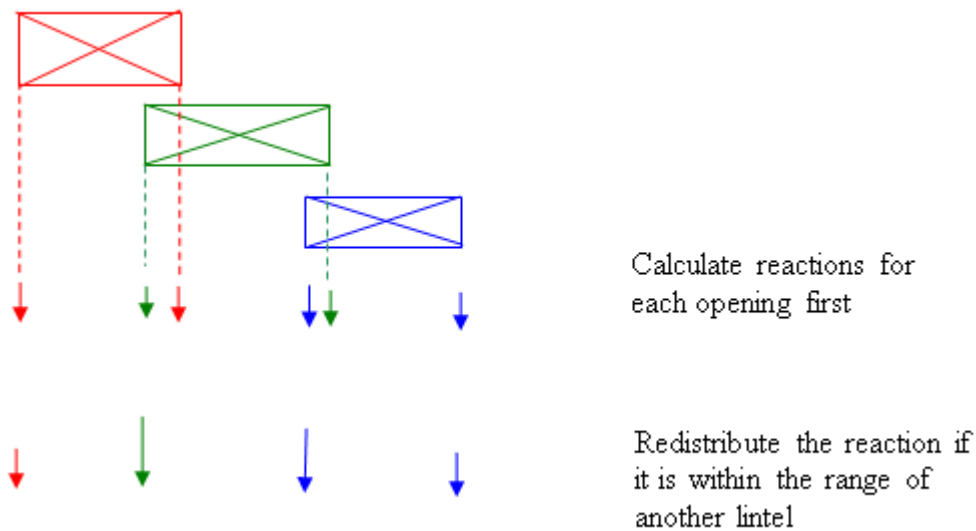 Calculate reactions for
each opening first
Redistribute the reaction if
it is within the range of
another lintel